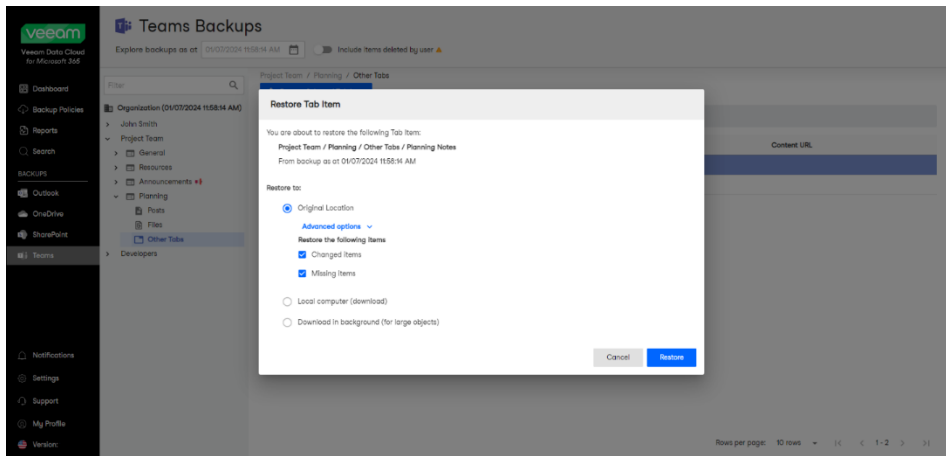 veeam
Veeam Data Cloud
for Microsoft 365
Dashboard
Backup Policies
Reports
Search
BACKUPS
Outlook
OneDrive
SharePoint
Teams
Notifications
Settings
Support
My Profile
Version:
Teams Backups
Explore backups as at 01/07/2024 11:58:14 AM
Include items deleted by user
Filter
Organization (01/07/2024 11:58:14 AM)
John Smith
Project Team
General
Resources
Announcements
Planning
Posts
Files
Other Tabs
Developers
Project Team / Planning / Other Tabs
Content URL
Restore Tab Item
You are about to restore the following Tab Item:
Project Team / Planning / Other Tabs / Planning Notes
From backup as at 01/07/2024 11:58:14 AM
Restore to:
Original Location
Advanced options
Restore the following items
Changed items
Missing items
Local computer (download)
Download in background (for large objects)
Cancel
Restore
Rows per page: 10 rows 1-2